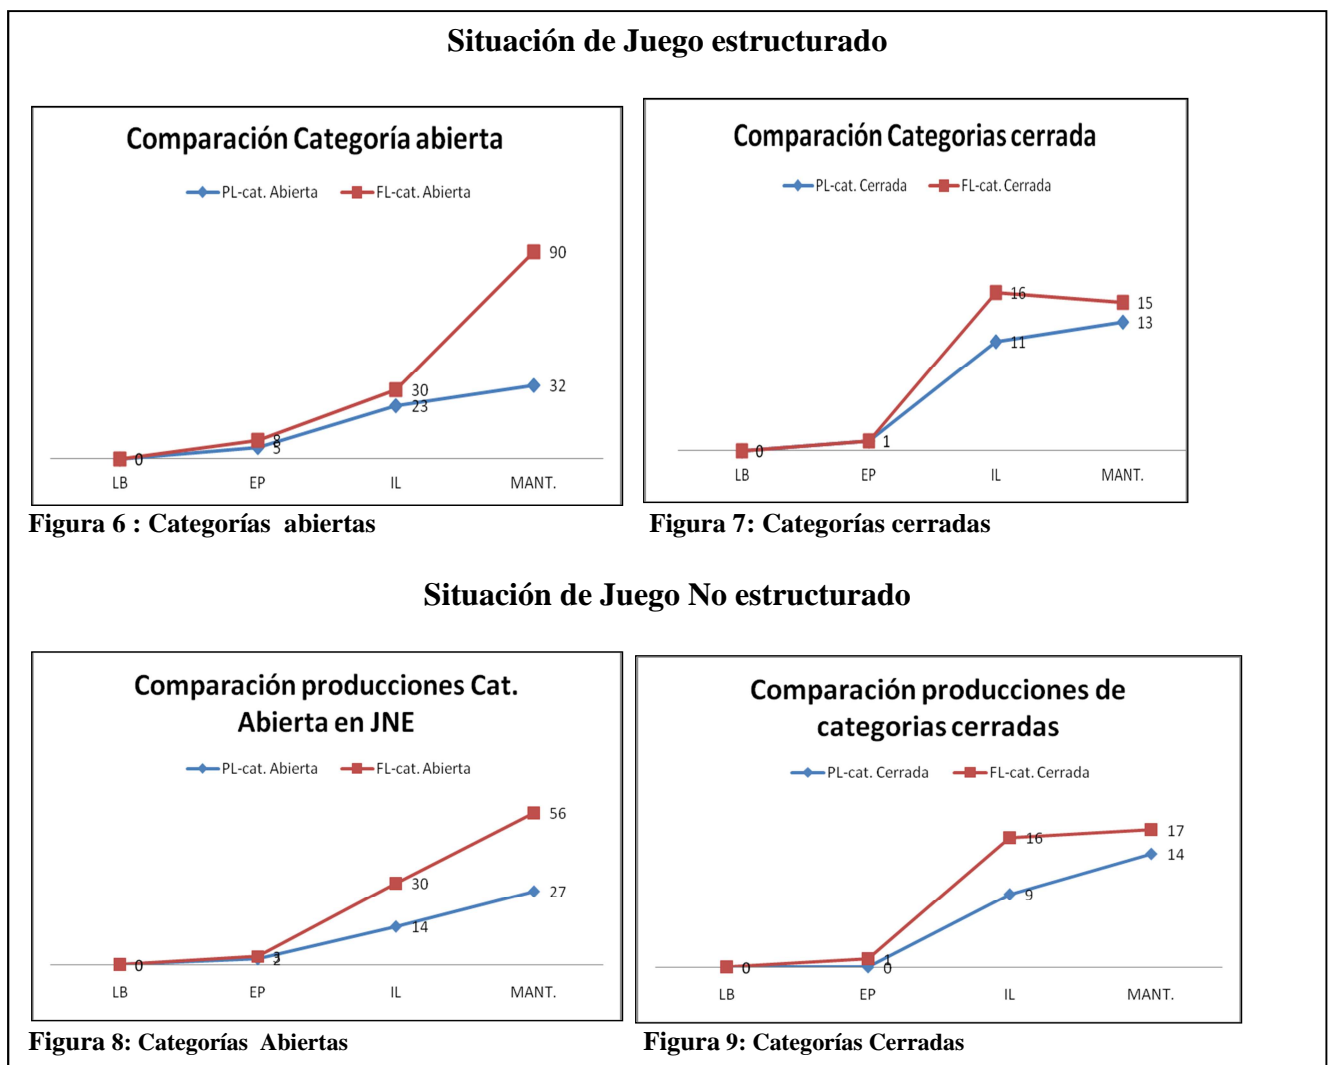 Situación de Juego estructurado
Comparación Categoría abierta
PL-cat. Abierta FL-cat. Abierta
90
32
30
23
8
5
0
LB EP IL MANT.
Figura 6 : Categorías abiertas
Comparación Categorias cerrada
PL-cat. Cerrada FL-cat. Cerrada
16
15
13
11
1
0
LB EP IL MANT.
Figura 7: Categorías cerradas
Situación de Juego No estructurado
Comparación producciones Cat.
Abierta en JNE
PL-cat. Abierta FL-cat. Abierta
56
30
27
14
3
2
0
LB EP IL MANT.
Figura 8: Categorías Abiertas
Comparación producciones de
categorias cerradas
PL-cat. Cerrada FL-cat. Cerrada
17
16
14
9
1
0
0
LB EP IL MANT.
Figura 9: Categorías Cerradas